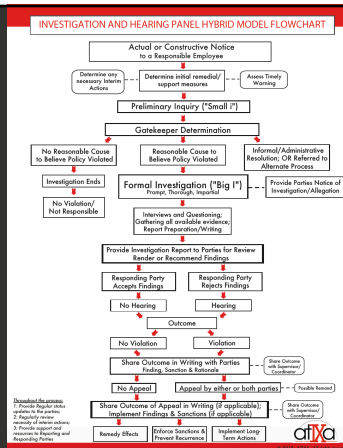 INVESTIGATION AND HEARING PANEL HYBRID MODEL FLOWCHART
Actual or Constructive Notice
to a Responsible Employee
Determine any
necessary Interim
Actions
Determine initial remedial/
support measures
Assess Timely
Warning
Preliminary Inquiry ("Small i")
Gatekeeper Determination
No Reasonable Cause
to Believe Policy Violated
Reasonable Cause to
Believe Policy Violated
Informal/Administrative
Resolution; OR Referred to
Alternate Process
Investigation Ends
Formal Investigation ("Big I")
Prompt, Thorough, Impartial
Provide Parties Notice of
Investigation/Allegation
No Violation/
Not Responsible
Interviews and Questioning;
Gathering all available evidence;
Report Preparation/Writing
Provide Investigation Report to Parties for Review
Render or Recommend Findings
Responding Party
Accepts Findings
Responding Party
Rejects Findings
No Hearing
Hearing
Outcome
No Violation
Violation
Share Outcome in Writing with Parties
Finding, Sanction & Rationale
Share Outcome
with Supervisor/
Coordinator
No Appeal
Appeal by either or both parties
Possible Remand
Throughout the process:
1: Provide Regular status
updates to the parties;
2: Regularly review
necessity of interim actions;
3: Provide support and
resources to Reporting and
Responding Parties
Share Outcome of Appeal in Writing (if applicable);
Implement Findings & Sanctions (if applicable)
Share Outcome
with Supervisor/
Coordinator
Remedy Effects
Enforce Sanctions &
Prevent Recurrence
Implement Long-
Term Actions
atixa